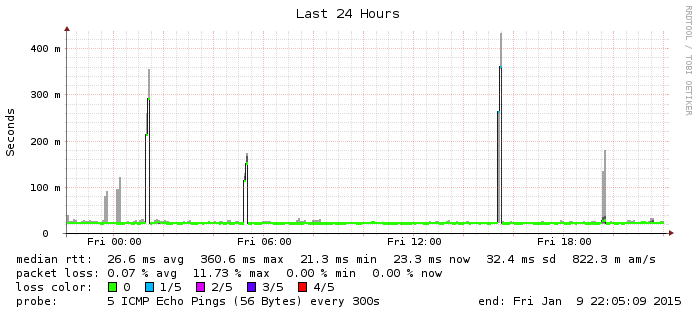 Last 24 Hours
RRDTOOL / TOBI OETIKER
Seconds
400 m
300 m
200 m
100 m
0
Fri 00:00 Fri 06:00 Fri 12:00 Fri 18:00
median rtt: 26.6 ms avg 360.6 ms max 21.3 ms min 23.3 ms now 32.4 ms sd 822.3 m am/s
packet loss: 0.07 % avg 11.73 % max 0.00 % min 0.00 % now
loss color: 0 1/5 2/5 3/5 4/5
probe: 5 ICMP Echo Pings (56 Bytes) every 300s end: Fri Jan 9 22:05:09 2015